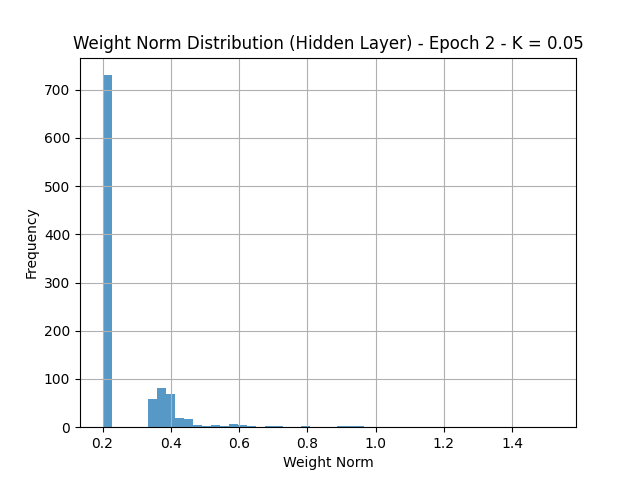 Weight Norm Distribution (Hidden Layer) - Epoch 2 - K = 0.05
700
600
500
400
300
200
100
0
Frequency
0.2 0.4 0.6 0.8 1.0 1.2 1.4
Weight Norm